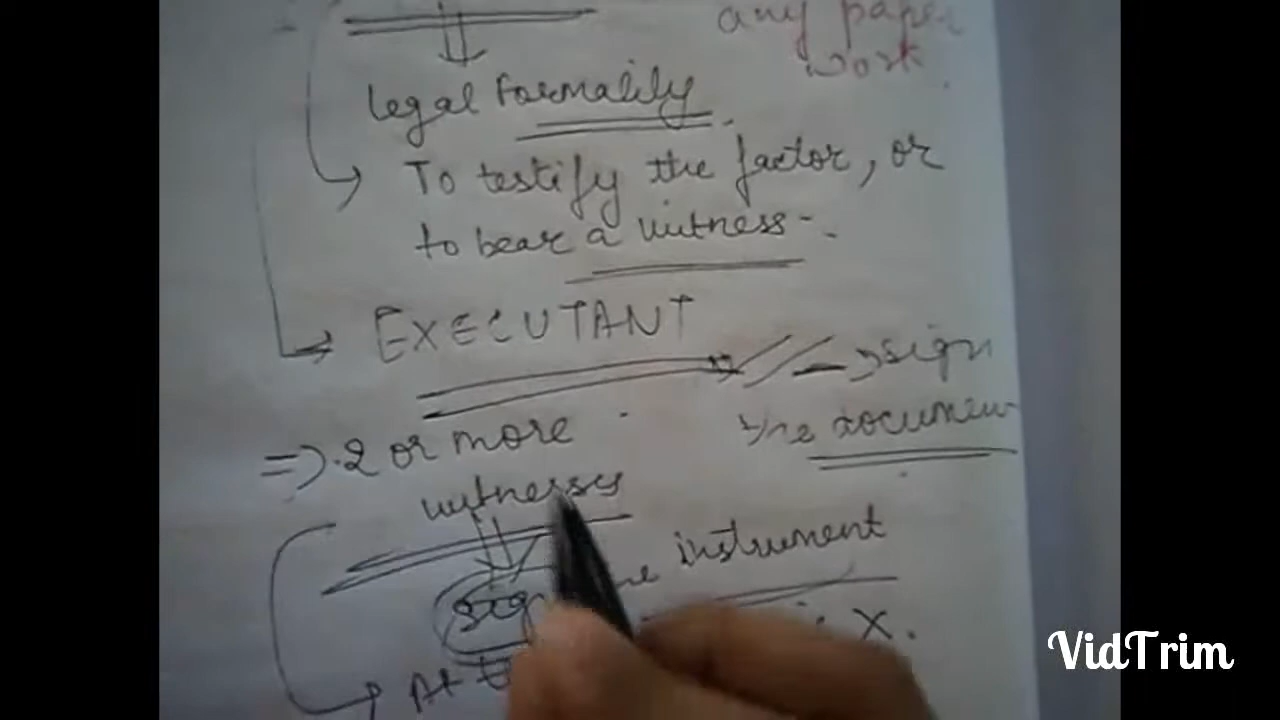 any paper
work.
legal formality.
To testify the factor, or
to bear a witness-.
EXECUTANT
sign
the document
=> 2 or more
witnesses
instrument
X.
At
VidTrim